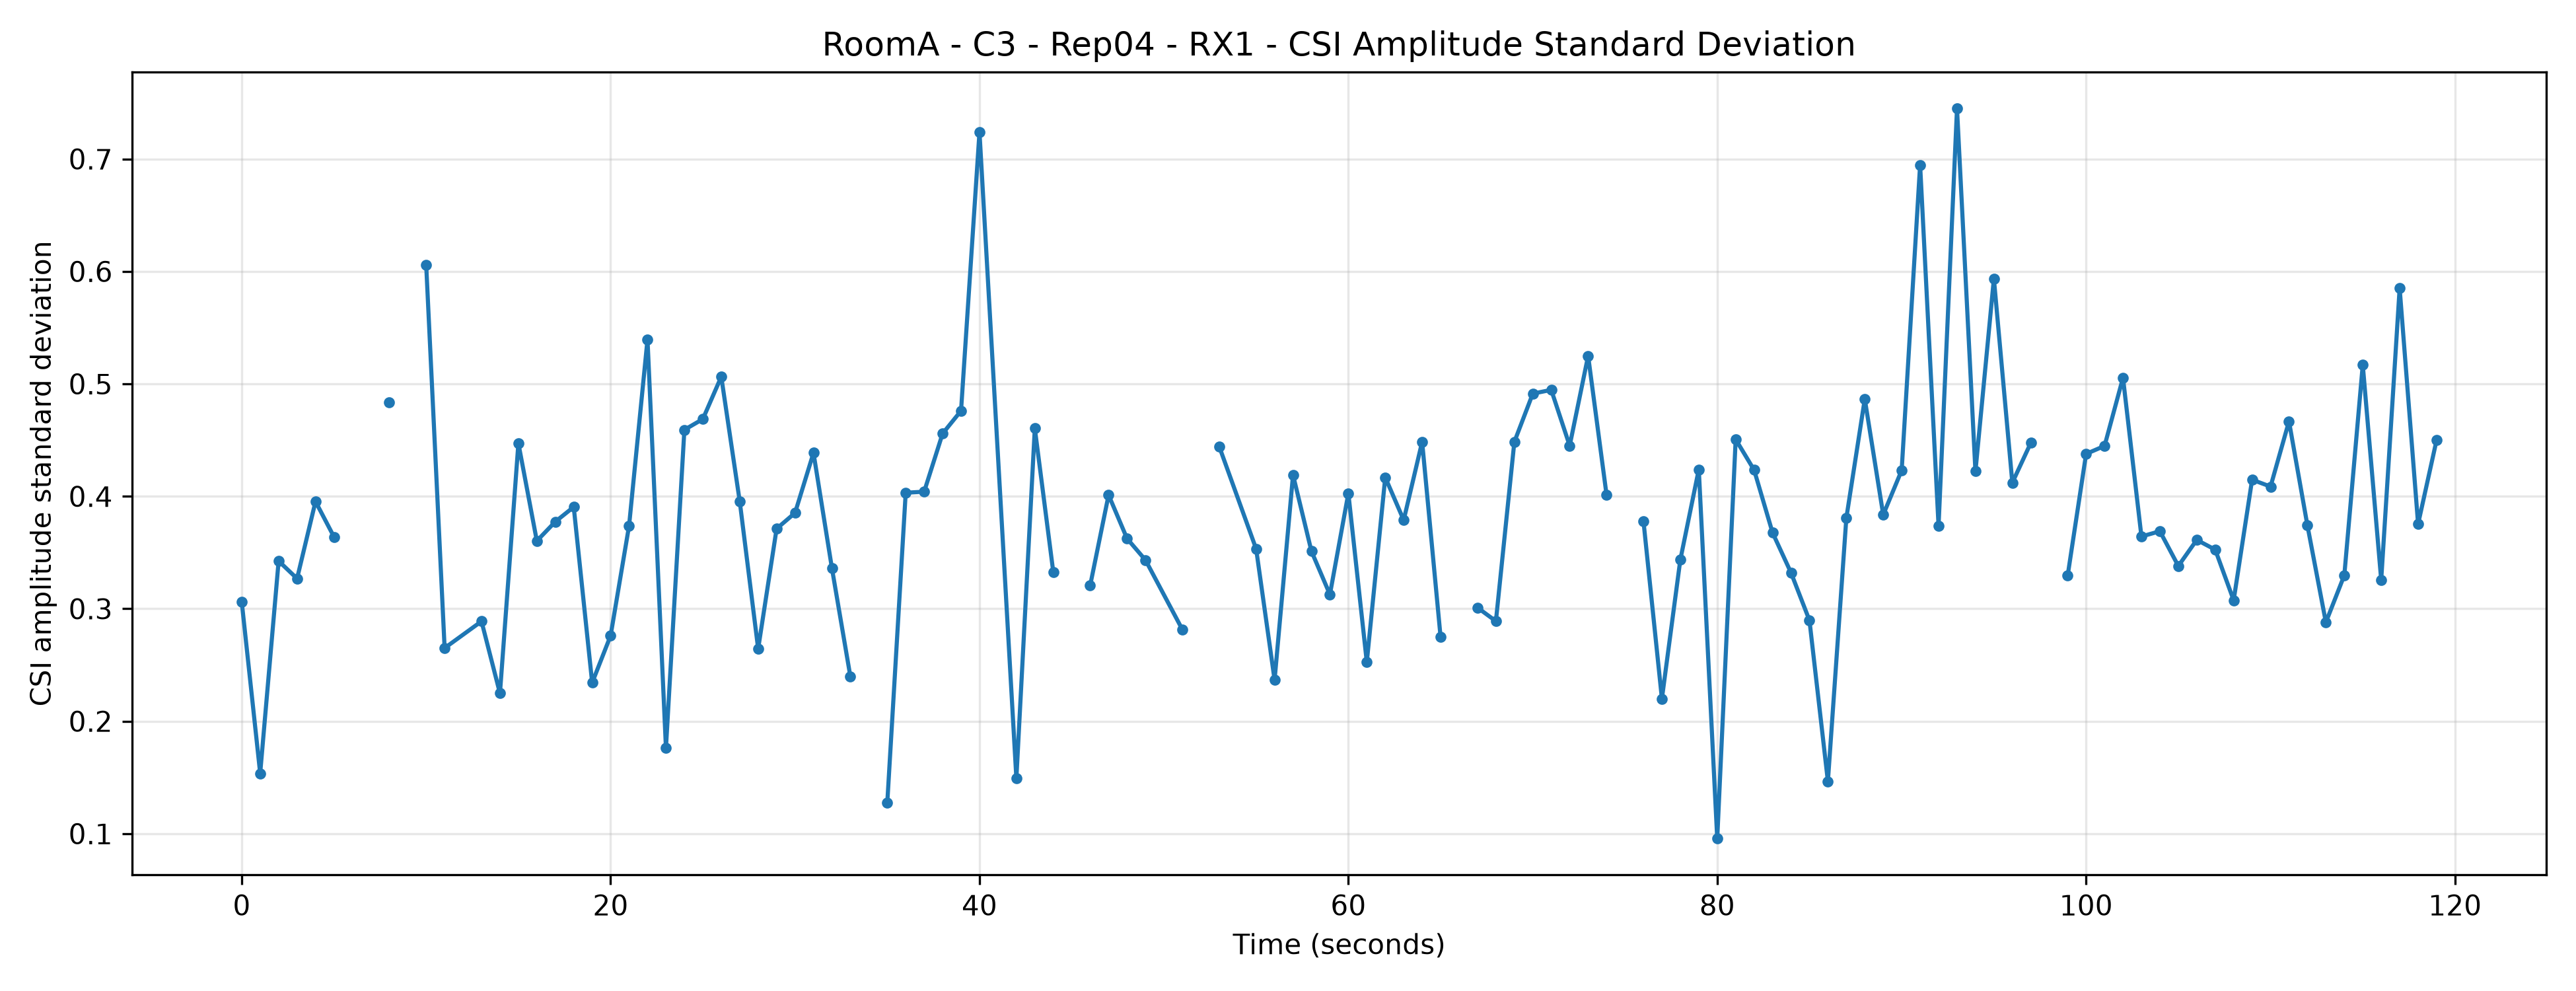 RoomA - C3 - Rep04 - RX1 - CSI Amplitude Standard Deviation
CSI amplitude standard deviation
0.7
0.6
0.5
0.4
0.3
0.2
0.1
0 20 40 60 80 100 120
Time (seconds)